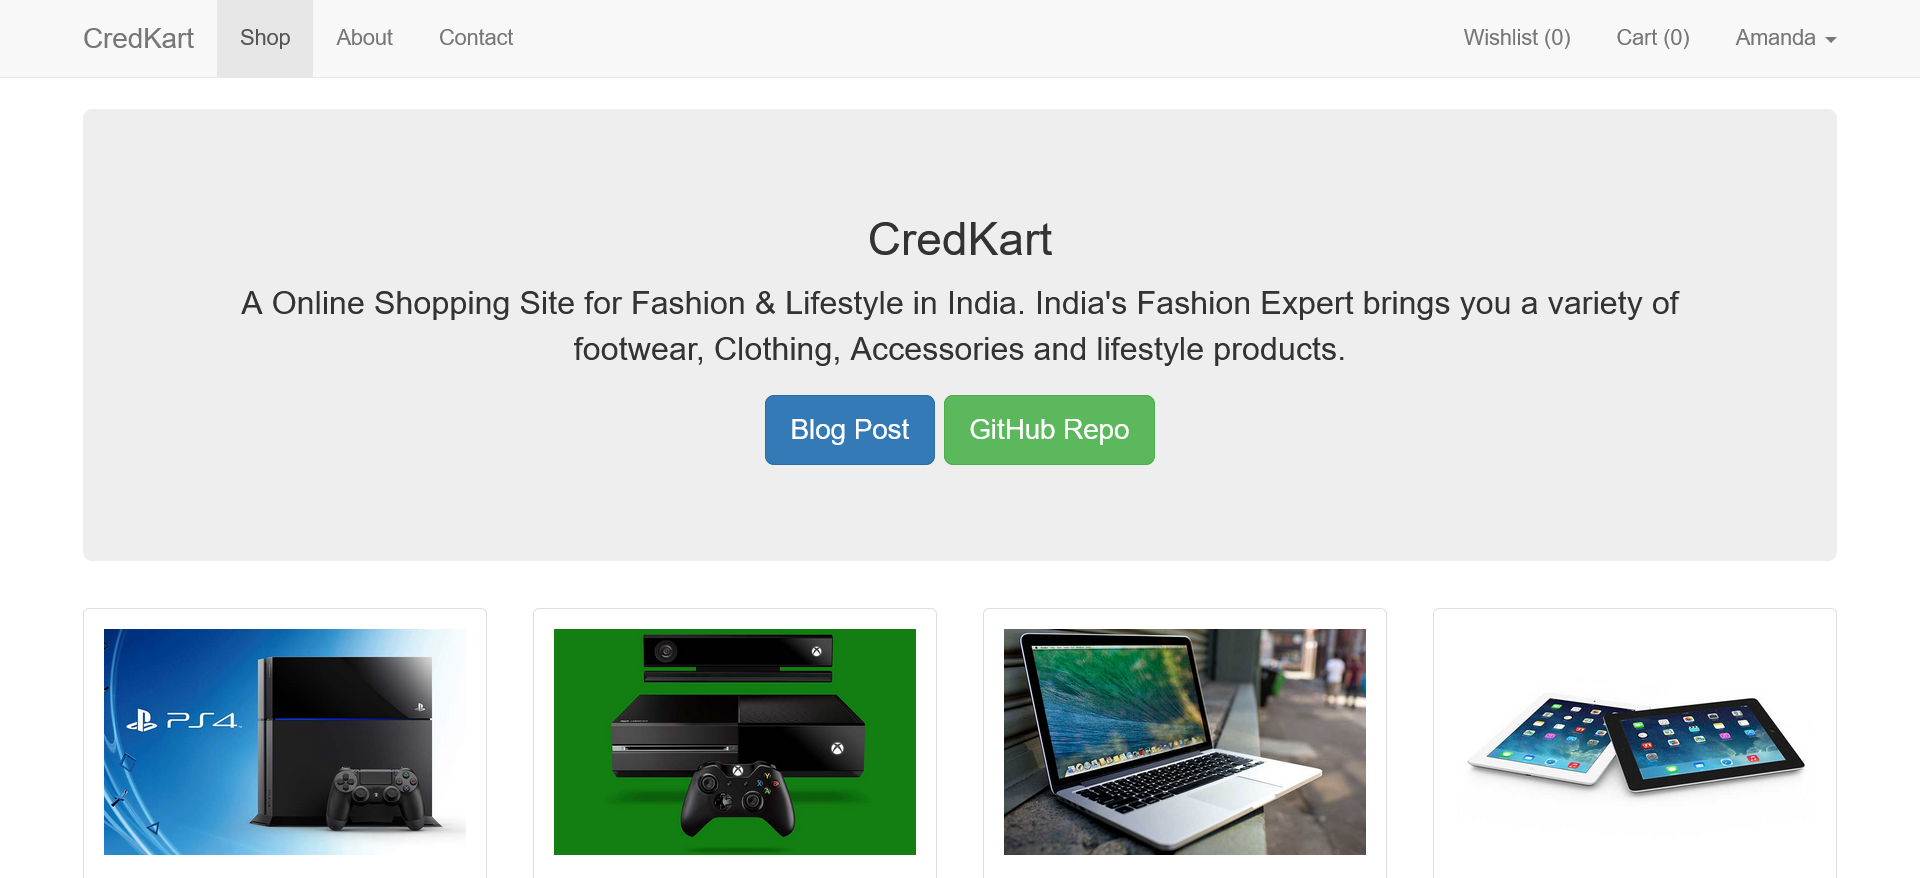 CredKart Shop About Contact Wishlist (0) Cart (0) Amanda
CredKart
A Online Shopping Site for Fashion & Lifestyle in India. India's Fashion Expert brings you a variety of
footwear, Clothing, Accessories and lifestyle products.
Blog Post GitHub Repo
PS4